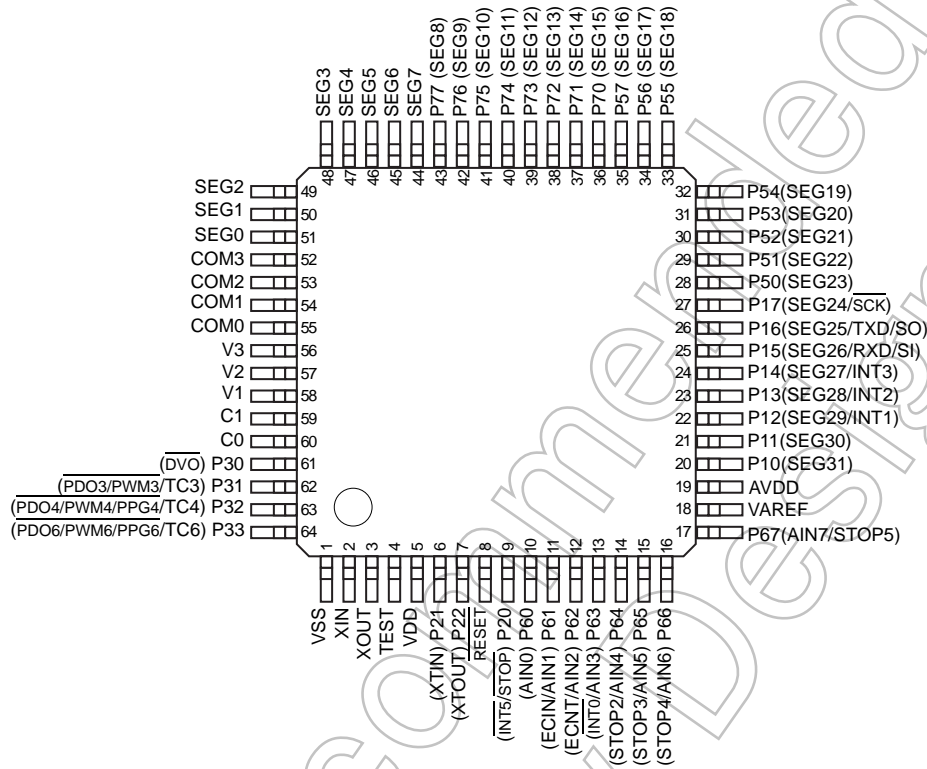 SEG3
SEG4
SEG5
SEG6
SEG7
P77 (SEG8)
P76 (SEG9)
P75 (SEG10)
P74 (SEG11)
P73 (SEG12)
P72 (SEG13)
P71 (SEG14)
P70 (SEG15)
P57 (SEG16)
P56 (SEG17)
P55 (SEG18)
48
47
46
45
44
43
42
41
40
39
38
37
36
35
34
33
SEG2 49
SEG1 50
SEG0 51
COM3 52
COM2 53
COM1 54
COM0 55
V3 56
V2 57
V1 58
C1 59
C0 60
(DVO) P30 61
(PDO3/PWM3/TC3) P31 62
(PDO4/PWM4/PPG4/TC4) P32 63
(PDO6/PWM6/PPG6/TC6) P33 64
32 P54(SEG19)
31 P53(SEG20)
30 P52(SEG21)
29 P51(SEG22)
28 P50(SEG23)
27 P17(SEG24/SCK)
26 P16(SEG25/TXD/SO)
25 P15(SEG26/RXD/SI)
24 P14(SEG27/INT3)
23 P13(SEG28/INT2)
22 P12(SEG29/INT1)
21 P11(SEG30)
20 P10(SEG31)
19 AVDD
18 VAREF
17 P67(AIN7/STOP5)
1
2
3
4
5
6
7
8
9
10
11
12
13
14
15
16
VSS
XIN
XOUT
TEST
VDD
(XTIN) P21
(XTOUT) P22
RESET
(INT5/STOP) P20
(AIN0) P60
(ECIN/AIN1) P61
(ECNT/AIN2) P62
(INT0/AIN3) P63
(STOP2/AIN4) P64
(STOP3/AIN5) P65
(STOP4/AIN6) P66